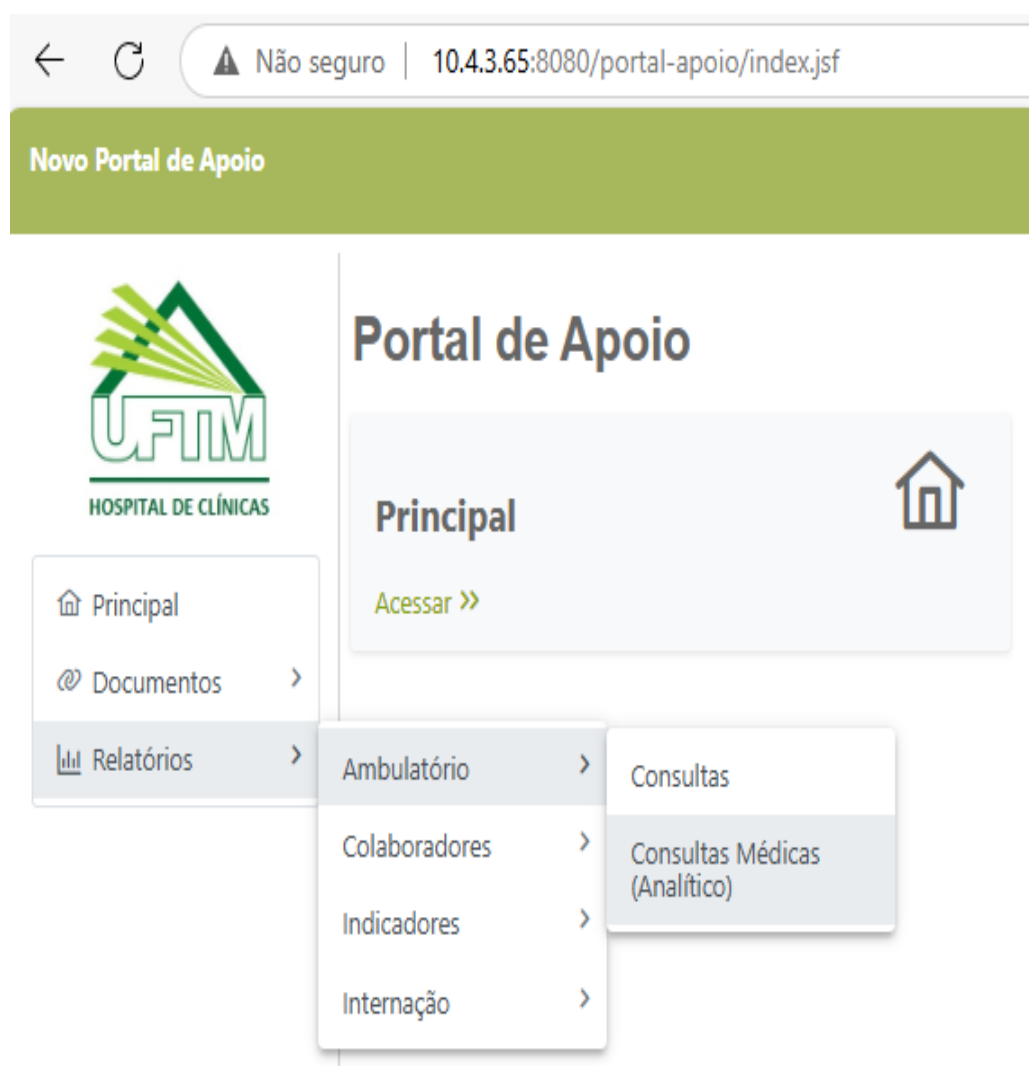 Não seguro | 10.4.3.65:8080/portal-apoio/index.jsf
Novo Portal de Apoio
UFTM
HOSPITAL DE CLÍNICAS
Portal de Apoio
Principal
Acessar >>
Principal
Documentos >
Relatórios >
Ambulatório >
Colaboradores >
Indicadores >
Internação >
Consultas
Consultas Médicas
(Analítico)